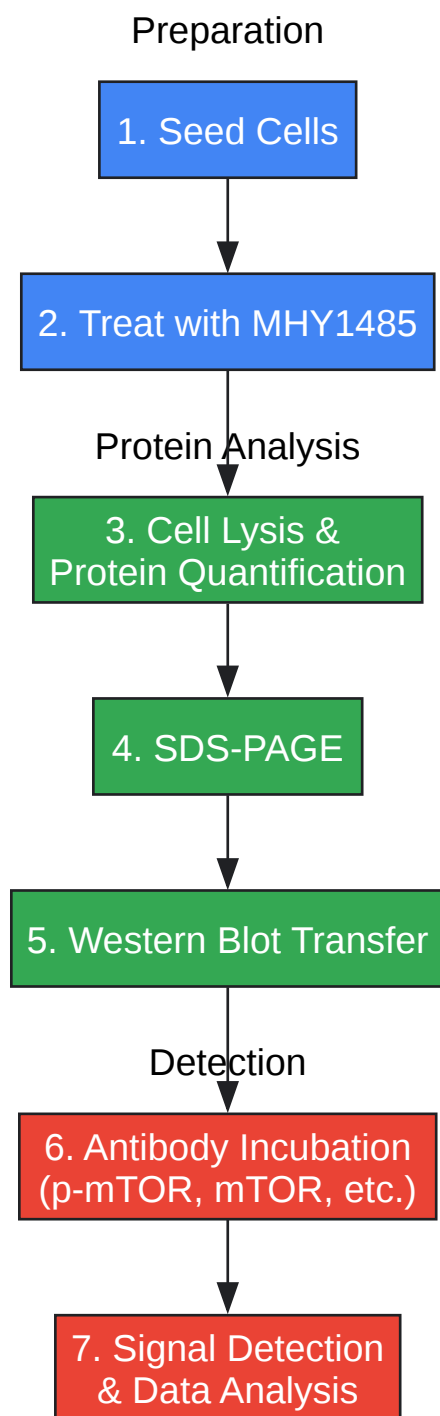 Preparation
1. Seed Cells
2. Treat with MHY1485
Protein Analysis
3. Cell Lysis &
Protein Quantification
4. SDS-PAGE
5. Western Blot Transfer
Detection
6. Antibody Incubation
(p-mTOR, mTOR, etc.)
7. Signal Detection
& Data Analysis